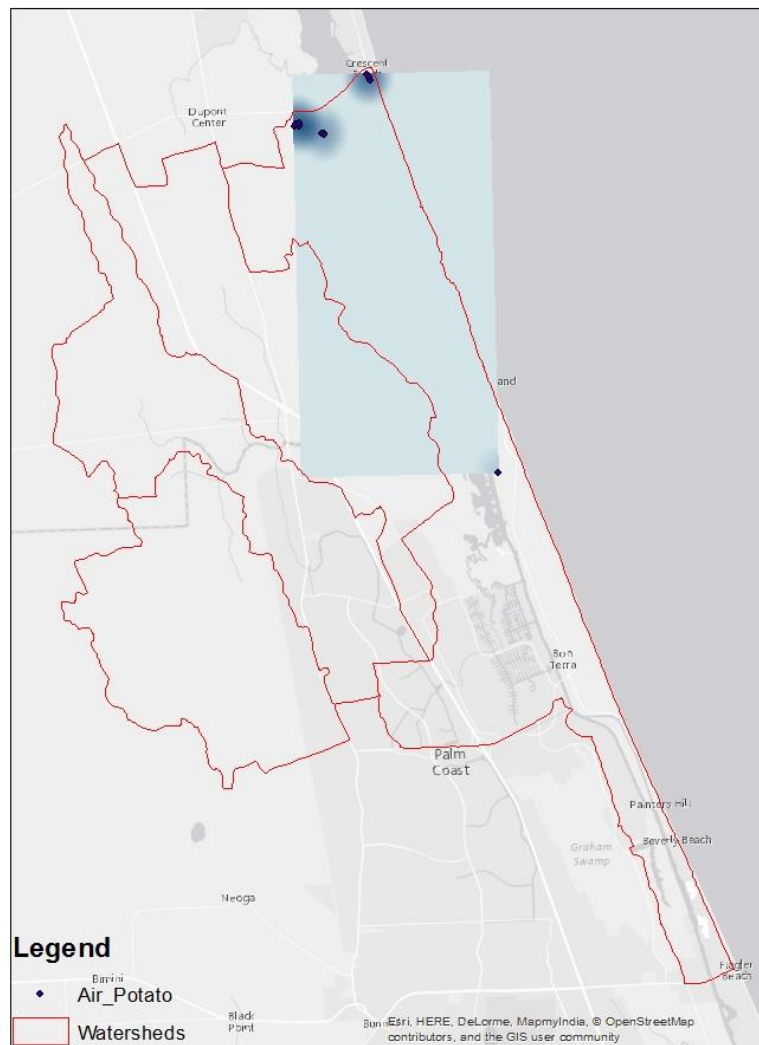 Crescent
Dupont
Center
and
Bon
Terra
Palm
Coast
Painters Hill
Beverly Beach
Graham
Swamp
Neoga
Legend
Flagler
Beach
Bimini
Air_Potato
Black
Point
Watersheds
Esri, HERE, DeLorme, MapmyIndia, © OpenStreetMap
contributors, and the GIS user community